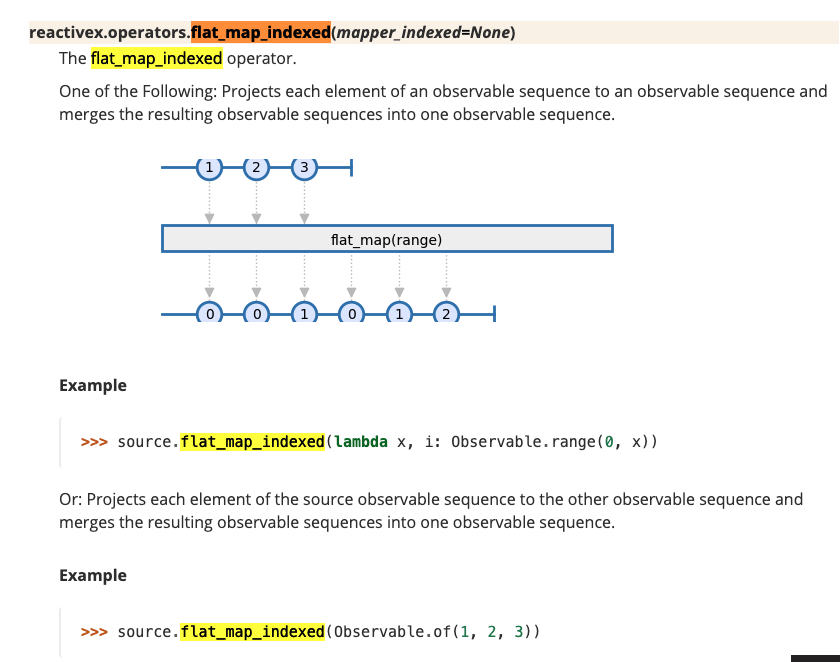 reactivex.operators.flat_map_indexed(mapper_indexed=None)
The flat_map_indexed operator.
One of the Following: Projects each element of an observable sequence to an observable sequence and
merges the resulting observable sequences into one observable sequence.
1 2 3
flat_map(range)
0 0 1 0 1 2
Example
>>> source.flat_map_indexed(lambda x, i: Observable.range(0, x))
Or: Projects each element of the source observable sequence to the other observable sequence and
merges the resulting observable sequences into one observable sequence.
Example
>>> source.flat_map_indexed(Observable.of(1, 2, 3))